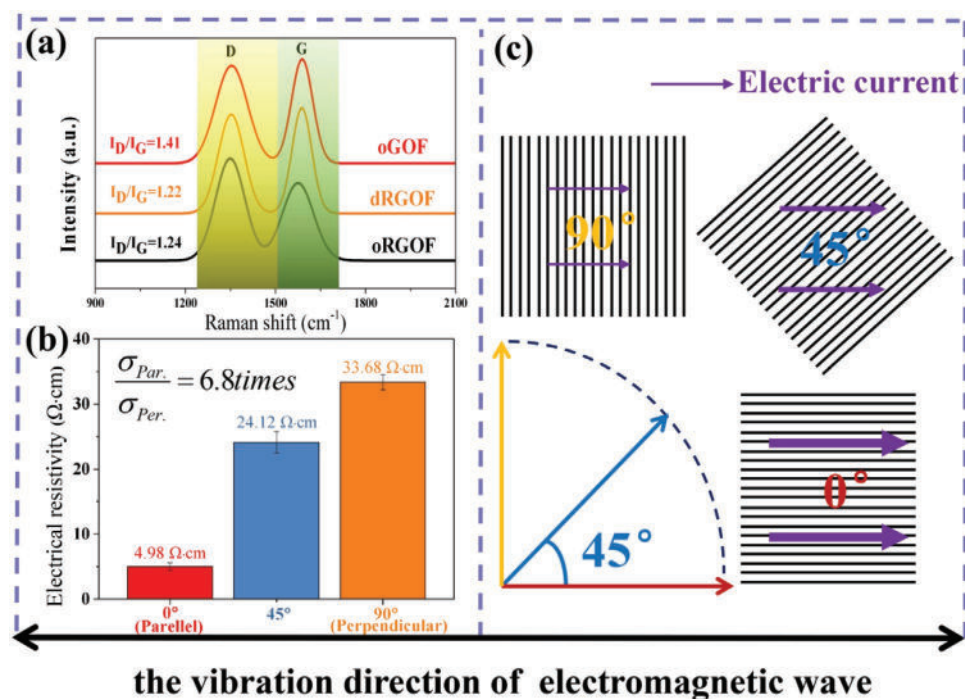 (a)
D
G
I_D/I_G=1.41
oGOF
I_D/I_G=1.22
dRGOF
I_D/I_G=1.24
oRGOF
Intensity (a.u.)
900 1200 1500 1800 2100
Raman shift (cm⁻¹)
(b)
σ_Par. / σ_Per. = 6.8times
Electrical resistivity (Ω·cm)
40
30
20
10
0
4.98 Ω·cm
24.12 Ω·cm
33.68 Ω·cm
0° 45° 90°
(Parellel) (Perpendicular)
(c)
Electric current
90°
45°
45°
0°
the vibration direction of electromagnetic wave